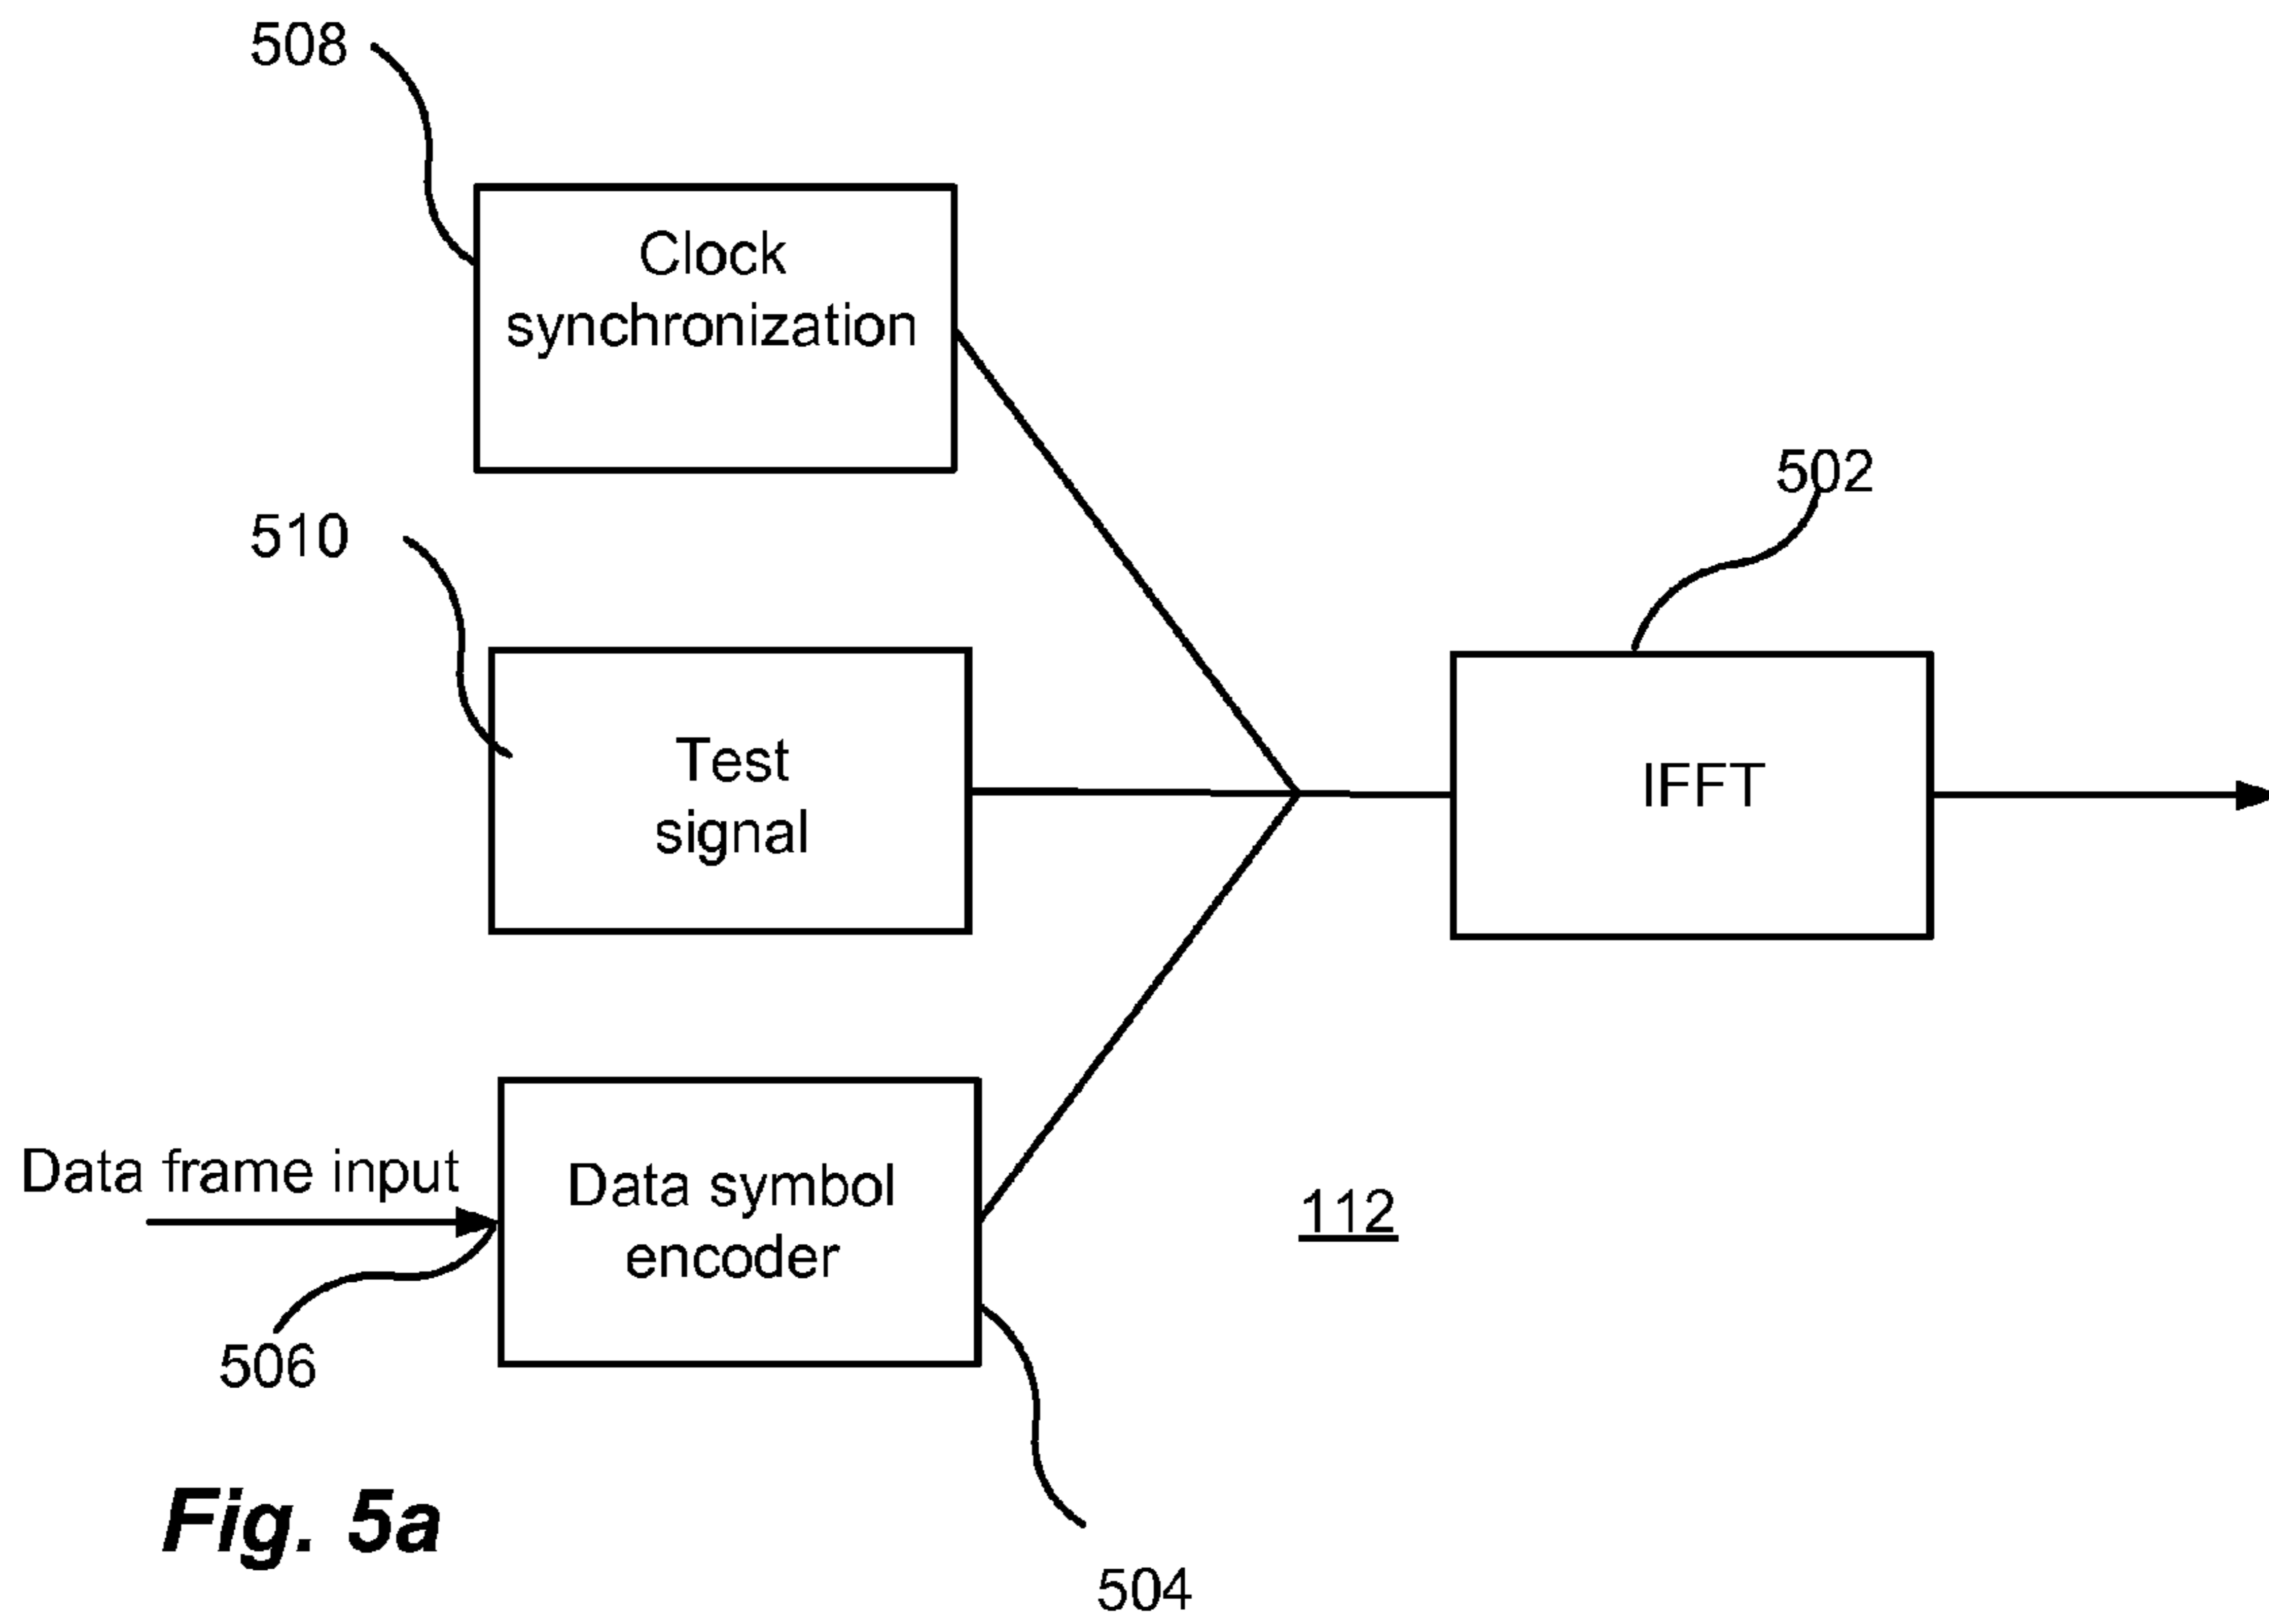 508
Clock
synchronization
502
510
Test
signal
IFFT
Data frame input
Data symbol
encoder
112
506
Fig. 5a
504